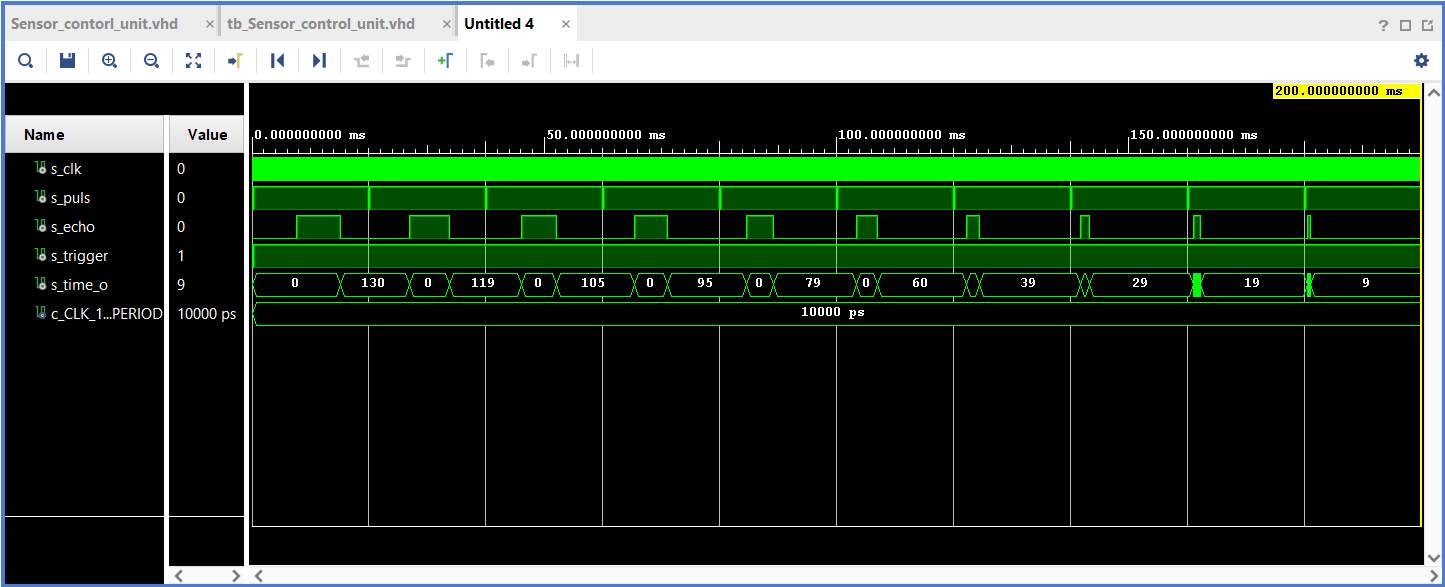 Sensor_contorl_unit.vhd × tb_Sensor_control_unit.vhd × Untitled 4 × ?
200.000000000 ms
Name Value 0.000000000 ms 50.000000000 ms 100.000000000 ms 150.000000000 ms
s_clk 0
s_puls 0
s_echo 0
s_trigger 1
s_time_o 9 0 130 0 119 0 105 0 95 0 79 0 60 39 29 19 9
c_CLK_1...PERIOD 10000 ps 10000 ps